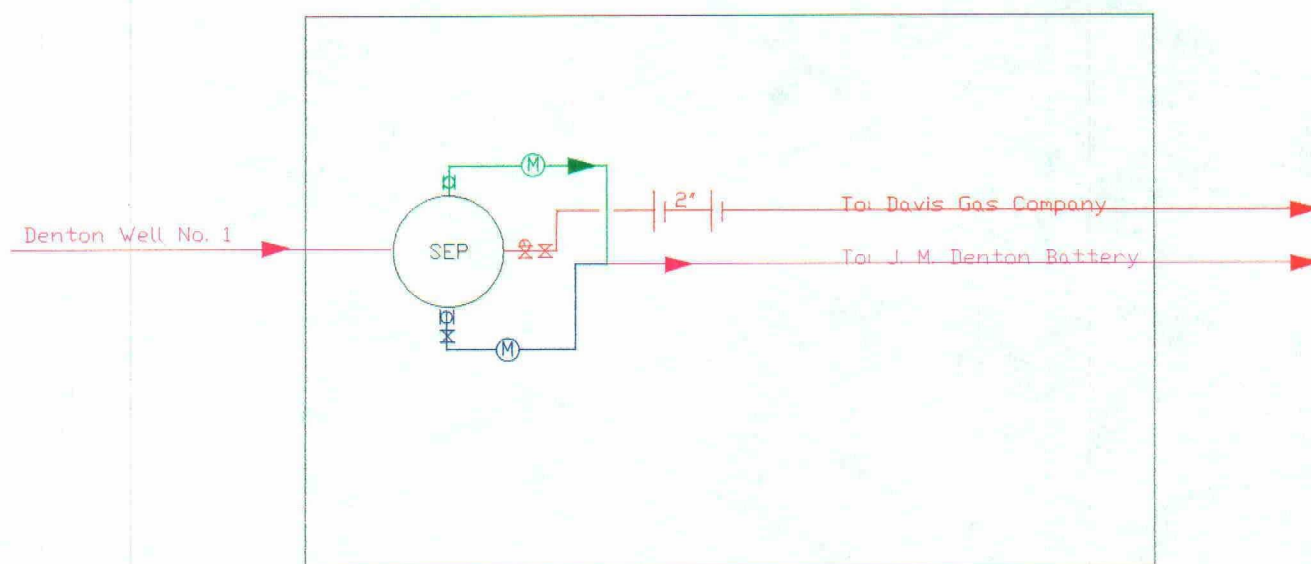 M
2"
To: Davis Gas Company
Denton Well No. 1
SEP
To: J. M. Denton Battery
M